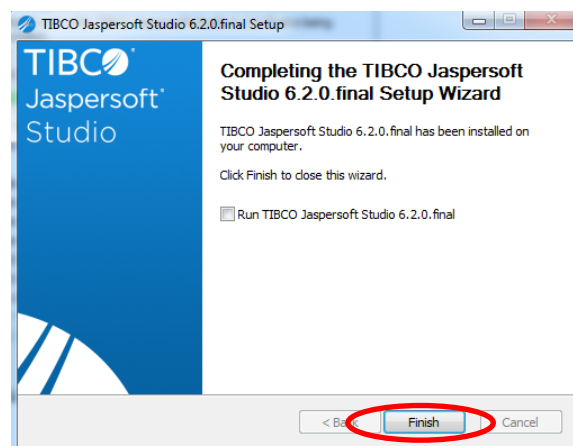 TIBCO Jaspersoft Studio 6.2.0.final Setup
TIBCO
Jaspersoft
Studio
Completing the TIBCO Jaspersoft
Studio 6.2.0.final Setup Wizard
TIBCO Jaspersoft Studio 6.2.0.final has been installed on
your computer.
Click Finish to close this wizard.
Run TIBCO Jaspersoft Studio 6.2.0.final
< Back Finish Cancel